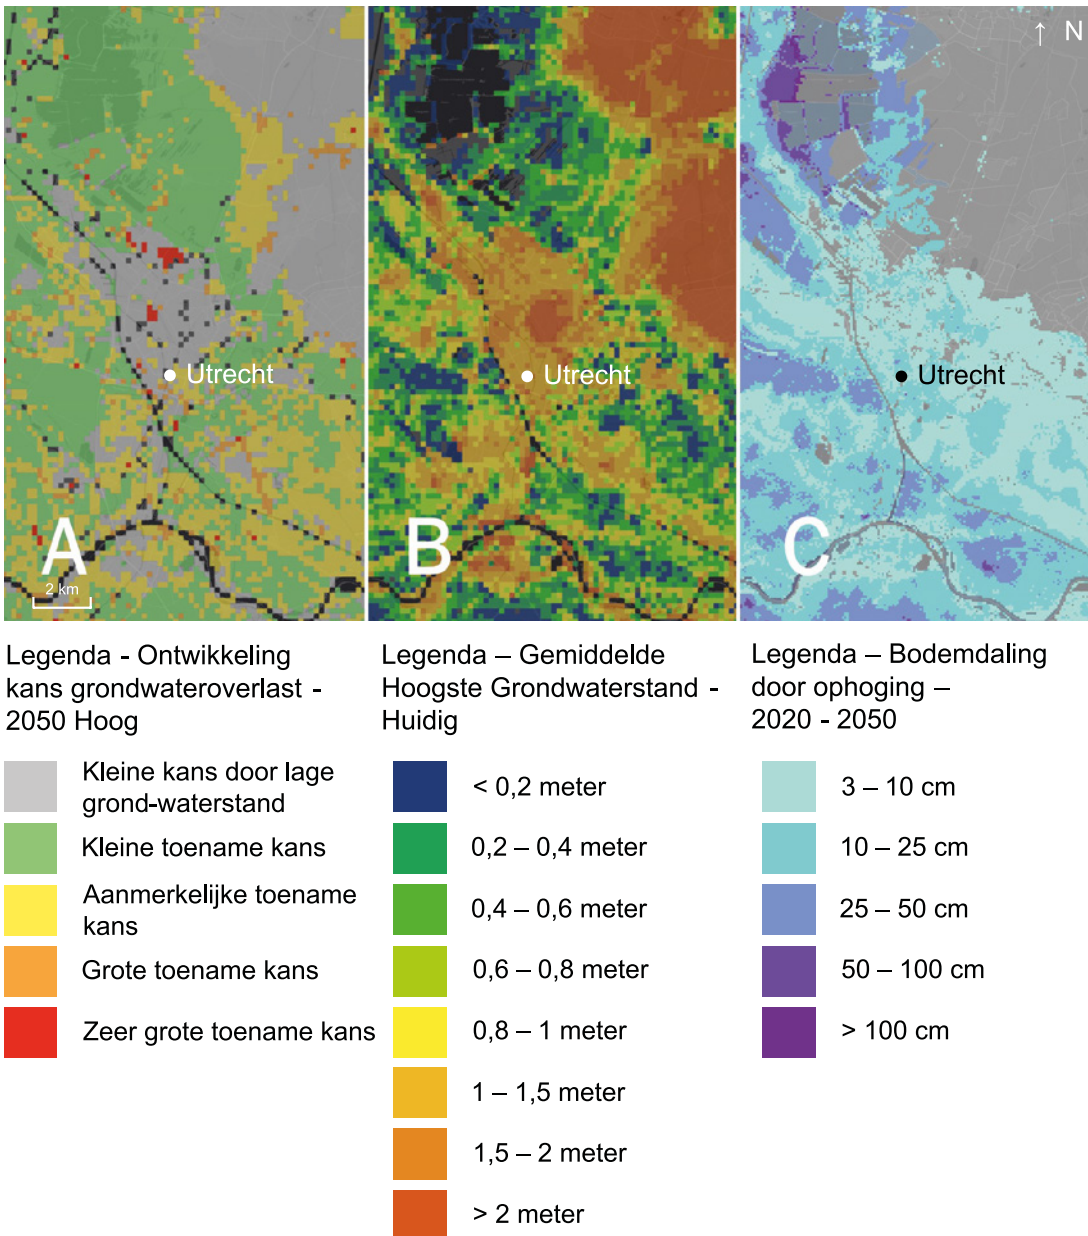 ↑ N
Utrecht
Utrecht
Utrecht
A
B
C
2 km
Legenda - Ontwikkeling
kans grondwateroverlast -
2050 Hoog
Kleine kans door lage
grond-waterstand
Kleine toename kans
Aanmerkelijke toename
kans
Grote toename kans
Zeer grote toename kans
Legenda – Gemiddelde
Hoogste Grondwaterstand -
Huidig
< 0,2 meter
0,2 – 0,4 meter
0,4 – 0,6 meter
0,6 – 0,8 meter
0,8 – 1 meter
1 – 1,5 meter
1,5 – 2 meter
> 2 meter
Legenda – Bodemdaling
door ophoging –
2020 - 2050
3 – 10 cm
10 – 25 cm
25 – 50 cm
50 – 100 cm
> 100 cm